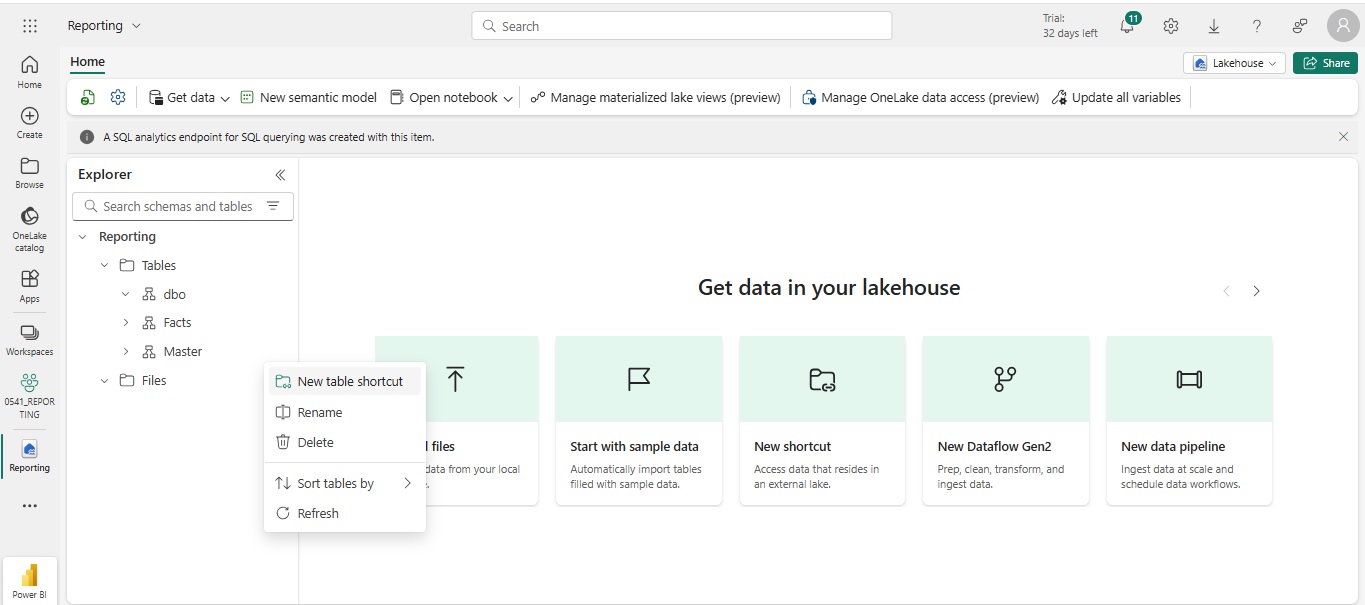 Reporting
Search
Trial:
32 days left
11
Home
Lakehouse
Share
Get data
New semantic model
Open notebook
Manage materialized lake views (preview)
Manage OneLake data access (preview)
Update all variables
A SQL analytics endpoint for SQL querying was created with this item.
Home
Create
Browse
OneLake
catalog
Apps
Workspaces
0541_REPOR
TING
Reporting
Power BI
Explorer
Search schemas and tables
Reporting
Tables
dbo
Facts
Master
Files
New table shortcut
Rename
Delete
Sort tables by
Refresh
Get data in your lakehouse
files
data from your local
Start with sample data
Automatically import tables
filled with sample data.
New shortcut
Access data that resides in
an external lake.
New Dataflow Gen2
Prep, clean, transform, and
ingest data.
New data pipeline
Ingest data at scale and
schedule data workflows.